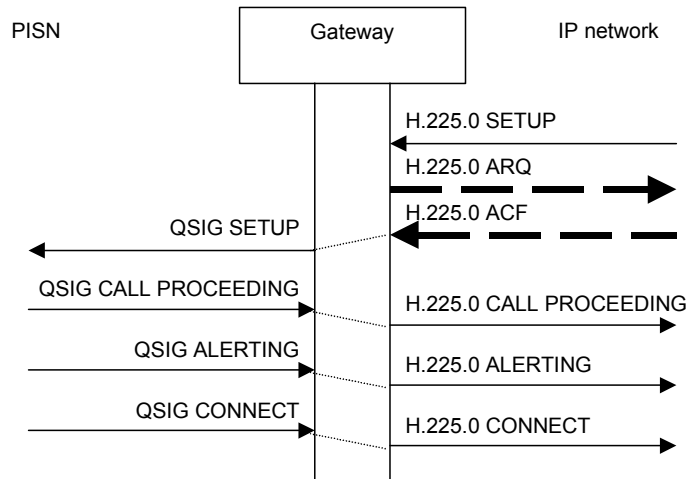 PISN
Gateway
IP network
H.225.0 SETUP
H.225.0 ARQ
H.225.0 ACF
QSIG SETUP
QSIG CALL PROCEEDING
H.225.0 CALL PROCEEDING
QSIG ALERTING
H.225.0 ALERTING
QSIG CONNECT
H.225.0 CONNECT